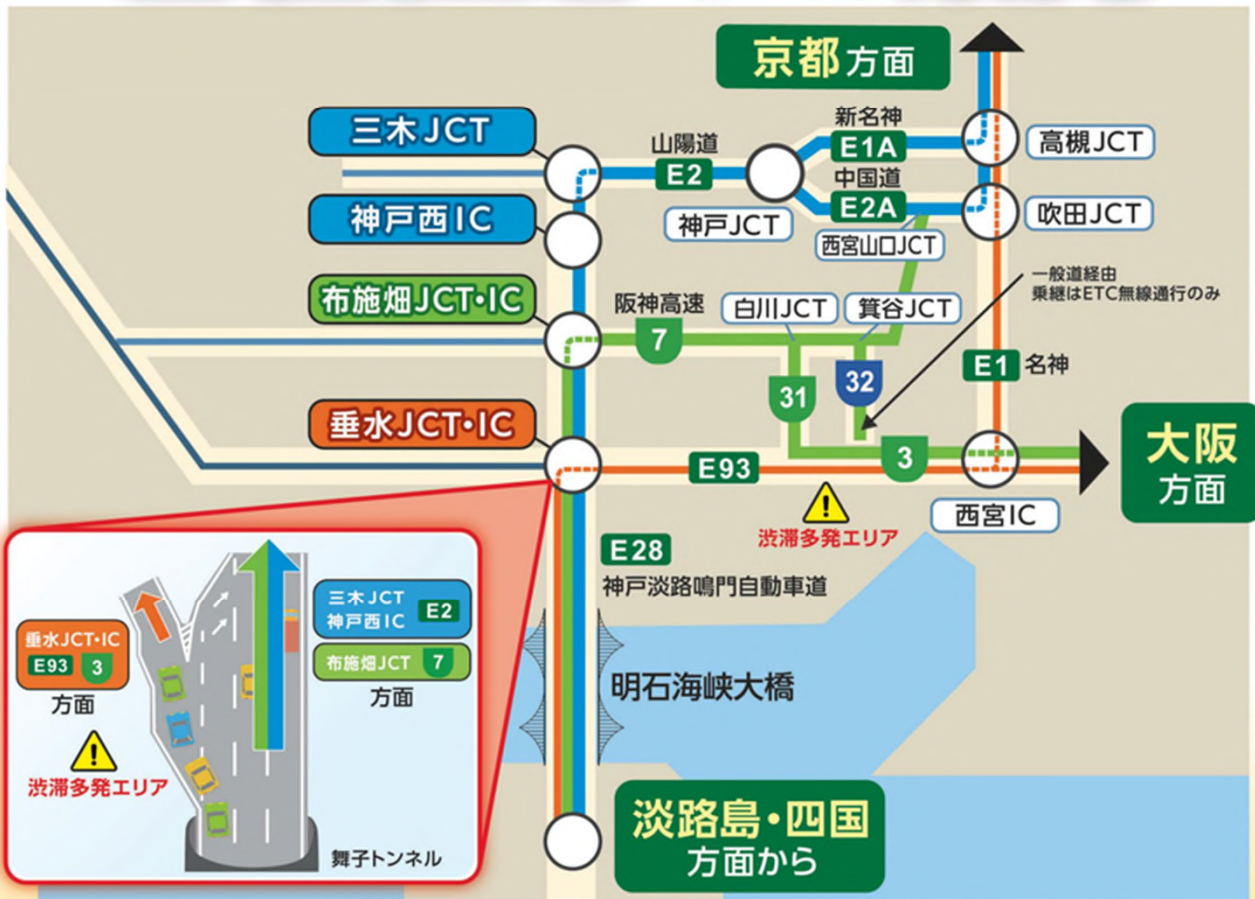 京都方面
三木JCT
山陽道
E2
新名神
E1A
中国道
E2A
高槻JCT
神戸西IC
神戸JCT
西宮山口JCT
吹田JCT
一般道経由
乗継はETC無線通行のみ
布施畑JCT・IC
阪神高速
7
白川JCT
箕谷JCT
31
32
E1 名神
垂水JCT・IC
E93
3
大阪
方面
渋滞多発エリア
西宮IC
E28
神戸淡路鳴門自動車道
明石海峡大橋
淡路島・四国
方面から
垂水JCT・IC
E93 3
方面
渋滞多発エリア
三木JCT
神戸西IC E2
布施畑JCT 7
方面
舞子トンネル